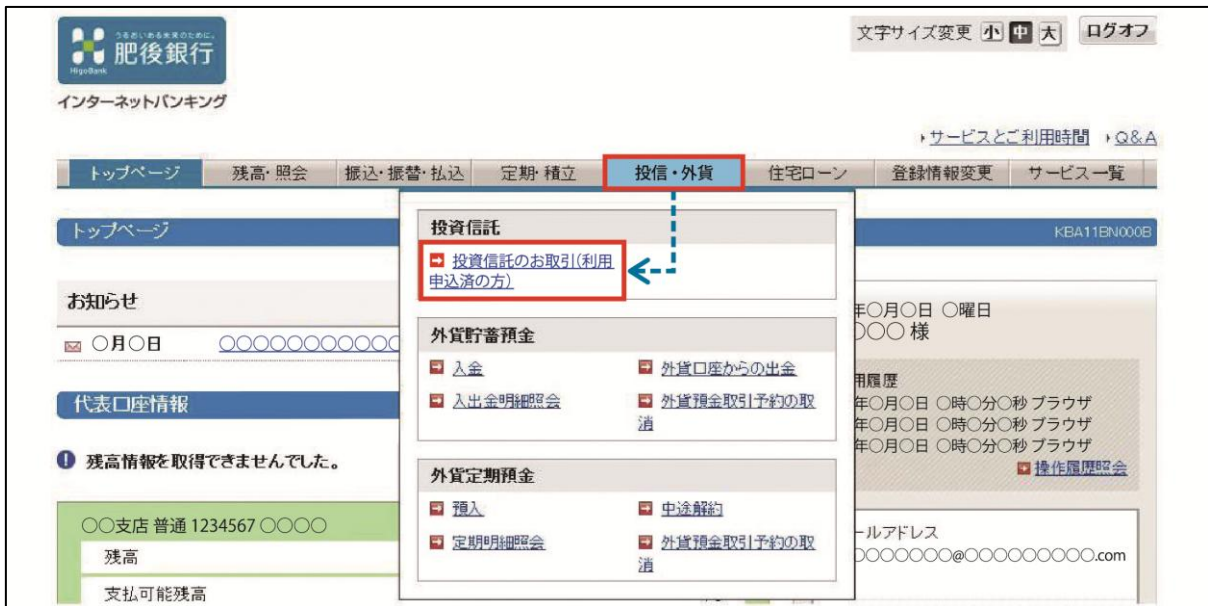 うるおいある未来のために。
肥後銀行
HigoBank
インターネットバンキング
文字サイズ変更 小 中 大 ログオフ
サービスとご利用時間 Q&A
トップページ 残高・照会 振込・振替・払込 定期・積立 投信・外貨 住宅ローン 登録情報変更 サービス一覧
トップページ
KBA11BN000B
お知らせ
○月○日 ○○○○○○○○○○○
代表口座情報
残高情報を取得できませんでした。
○○支店 普通 1234567 ○○○○
残高
支払可能残高
投資信託
投資信託のお取引(利用
申込済の方)
外貨貯蓄預金
入金
外貨口座からの出金
入出金明細照会
外貨預金取引予約の取
消
外貨定期預金
預入
中途解約
定期明細照会
外貨預金取引予約の取
消
年○月○日 ○曜日
○○○ 様
用履歴
年○月○日 ○時○分○秒 ブラウザ
年○月○日 ○時○分○秒 ブラウザ
年○月○日 ○時○分○秒 ブラウザ
操作履歴照会
ールアドレス
○○○○○○○@○○○○○○○○○.com